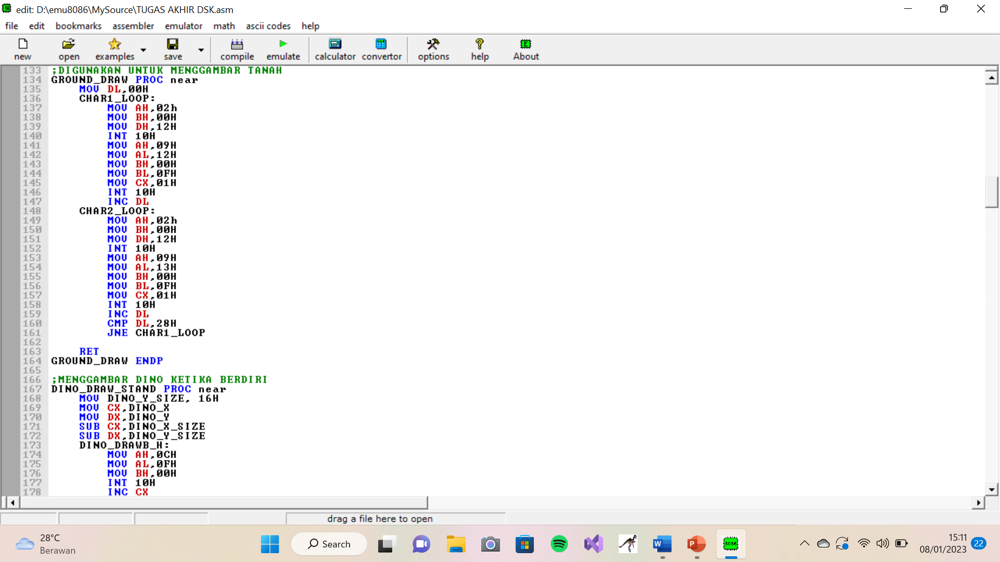 edit: D:\emu8086\MySource\TUGAS AKHIR DSK.asm
file edit bookmarks assembler emulator math ascii codes help
new open examples save compile emulate calculator convertor options help About
133 ;DIGUNAKAN UNTUK MENGGAMBAR TANAH
134 GROUND_DRAW PROC near
135 MOV DL,00H
136 CHAR1_LOOP:
137 MOV AH,02h
138 MOV BH,00H
139 MOV DH,12H
140 INT 10H
141 MOV AH,09H
142 MOV AL,12H
143 MOV BH,00H
144 MOV BL,0FH
145 MOV CX,01H
146 INT 10H
147 INC DL
148 CHAR2_LOOP:
149 MOV AH,02h
150 MOV BH,00H
151 MOV DH,12H
152 INT 10H
153 MOV AH,09H
154 MOV AL,13H
155 MOV BH,00H
156 MOV BL,0FH
157 MOV CX,01H
158 INT 10H
159 INC DL
160 CMP DL,28H
161 JNE CHAR1_LOOP
162
163 RET
164 GROUND_DRAW ENDP
165
166 ;MENGGAMBAR DINO KETIKA BERDIRI
167 DINO_DRAW_STAND PROC near
168 MOV DINO_Y_SIZE, 16H
169 MOV CX,DINO_X
170 MOV DX,DINO_Y
171 SUB CX,DINO_X_SIZE
172 SUB DX,DINO_Y_SIZE
173 DINO_DRAWB_H:
174 MOV AH,0CH
175 MOV AL,0FH
176 MOV BH,00H
177 INT 10H
178 INC CX
drag a file here to open
28°C
Berawan
Search
W
P
8086
15:11
08/01/2023
22